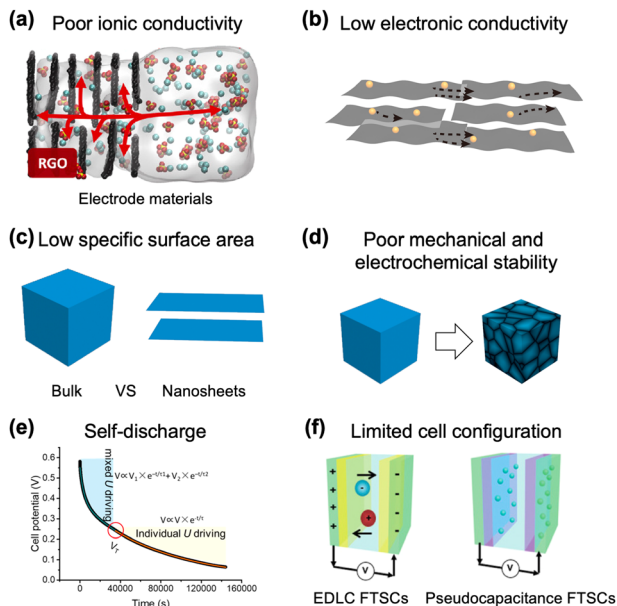 (a) Poor ionic conductivity
RGO
Electrode materials
(b) Low electronic conductivity
(c) Low specific surface area
Bulk VS Nanosheets
(d) Poor mechanical and
electrochemical stability
(e) Self-discharge
Cell potential (V)
0.6
0.5
0.4
0.3
0.2
0.1
0.0
mixed U driving
V∝V₁×e^-t/τ1+V₂×e^-t/τ2
V∝V×e^-t/τ
Individual U driving
Vτ
0 40000 80000 120000 160000
Time (s)
(f) Limited cell configuration
+ + + +
- - - -
-
+
V
V
EDLC FTSCs Pseudocapacitance FTSCs